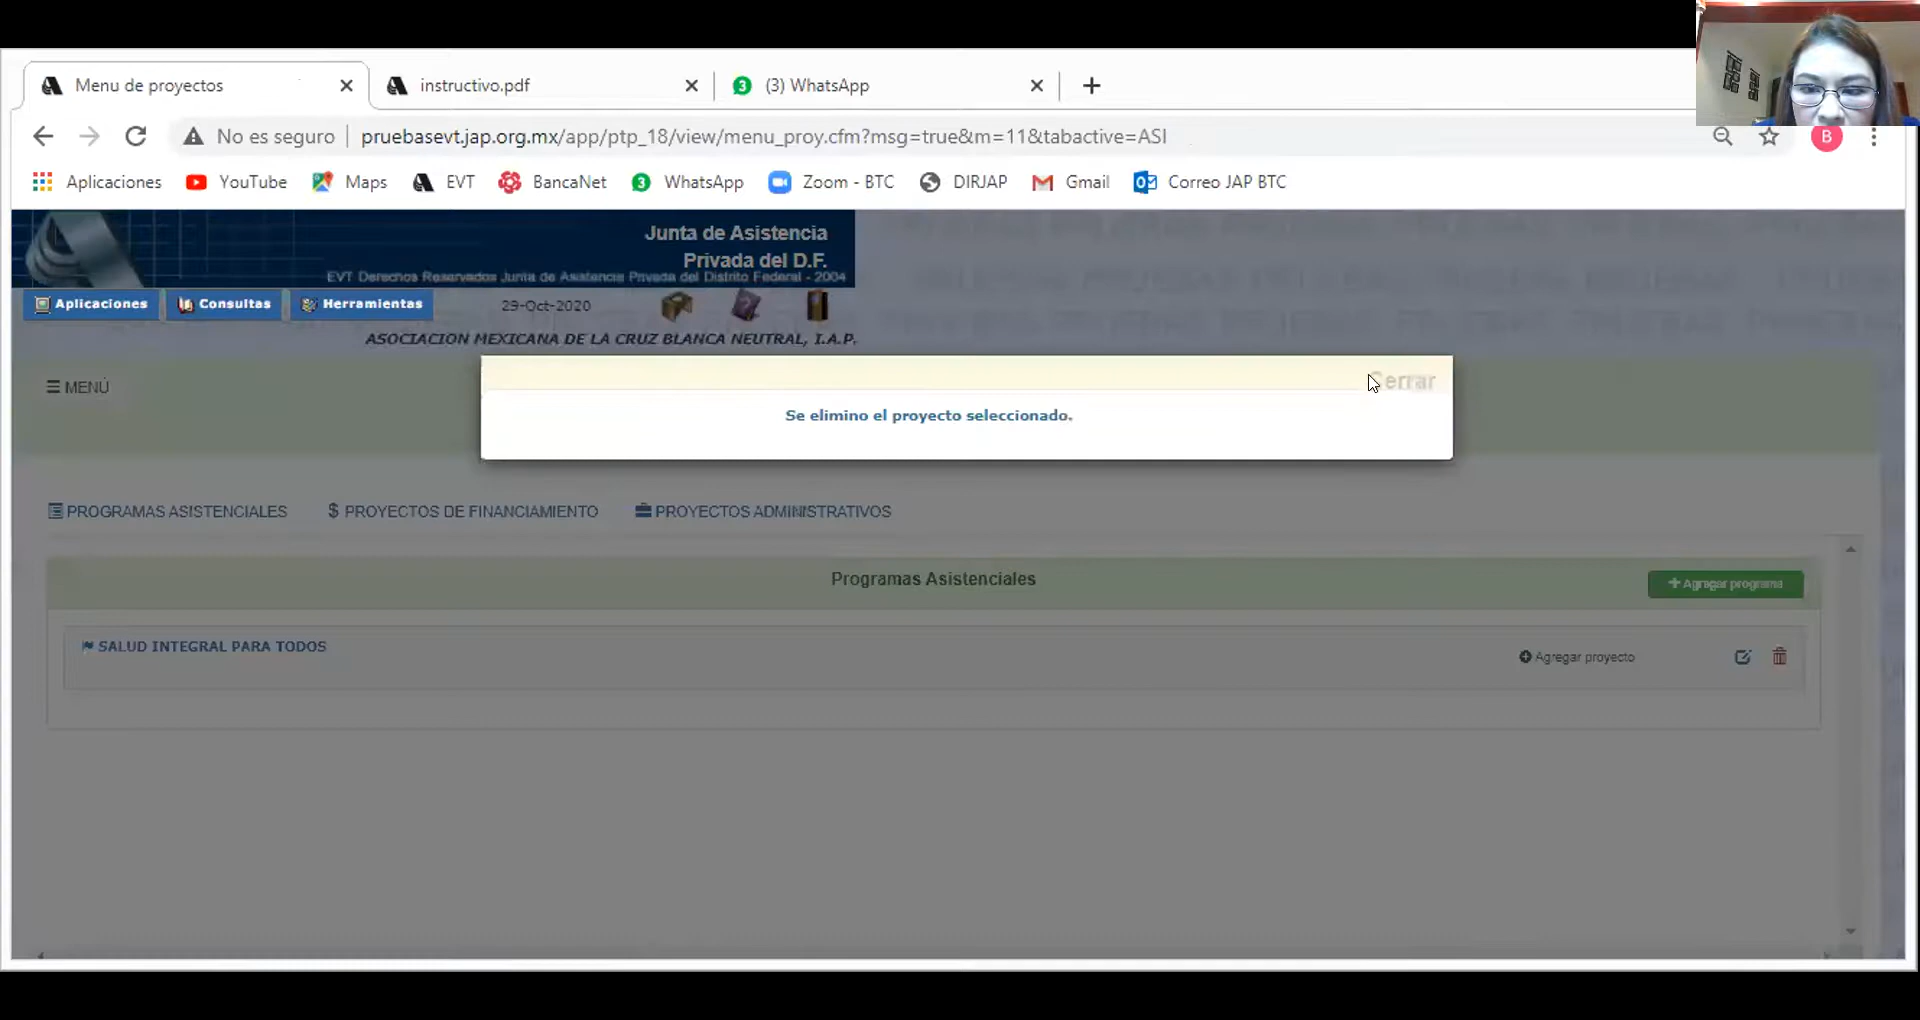 Menu de proyectos
instructivo.pdf
3 (3) WhatsApp
No es seguro
pruebasevt.jap.org.mx/app/ptp_18/view/menu_proy.cfm?msg=true&m=11&tabactive=ASI
B
Aplicaciones
YouTube
Maps
EVT
BancaNet
3 WhatsApp
Zoom - BTC
DIRJAP
Gmail
Correo JAP BTC
Junta de Asistencia
Privada del D.F.
EVT Derechos Reservados Junta de Asistencia Privada del Distrito Federal - 2004
Aplicaciones
Consultas
Herramientas
29-Oct-2020
ASOCIACION MEXICANA DE LA CRUZ BLANCA NEUTRAL, I.A.P.
MENÚ
Cerrar
Se elimino el proyecto seleccionado.
PROGRAMAS ASISTENCIALES
$ PROYECTOS DE FINANCIAMIENTO
PROYECTOS ADMINISTRATIVOS
Programas Asistenciales
Agregar programa
SALUD INTEGRAL PARA TODOS
Agregar proyecto